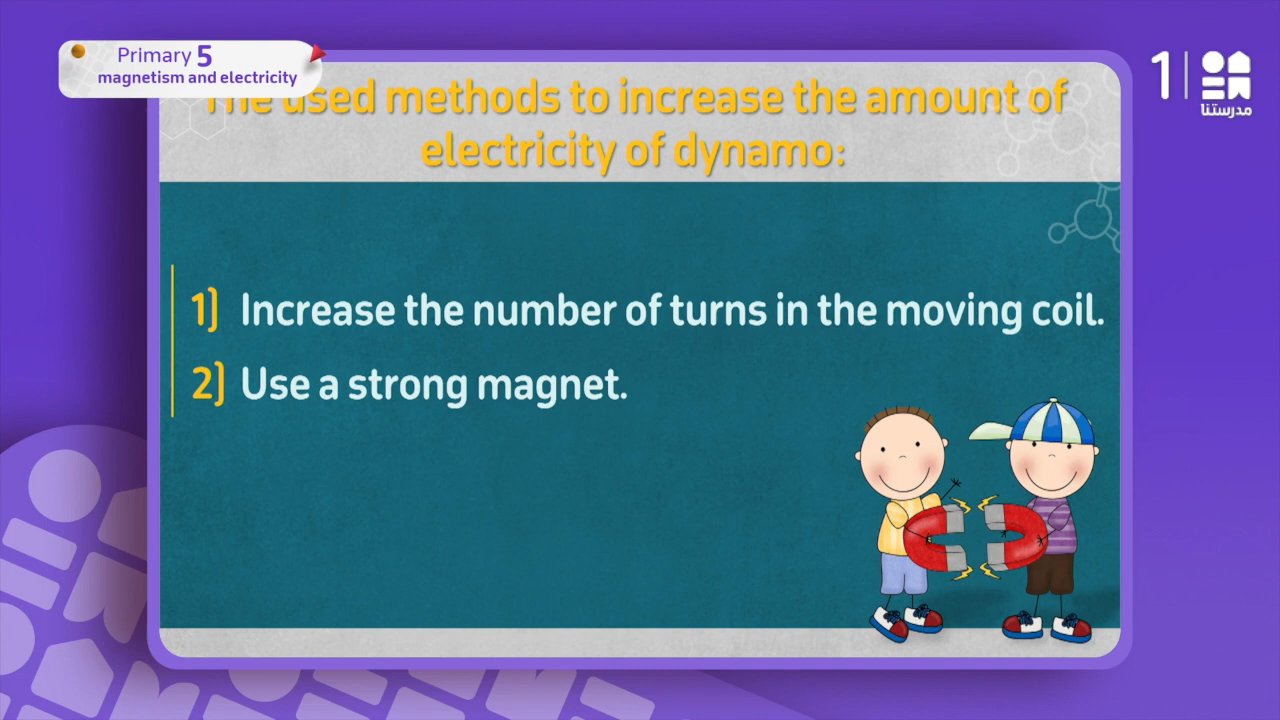 Primary 5
magnetism and electricity
The used methods to increase the amount of
electricity of dynamo:
1) Increase the number of turns in the moving coil.
2) Use a strong magnet.
1
مدرستنا